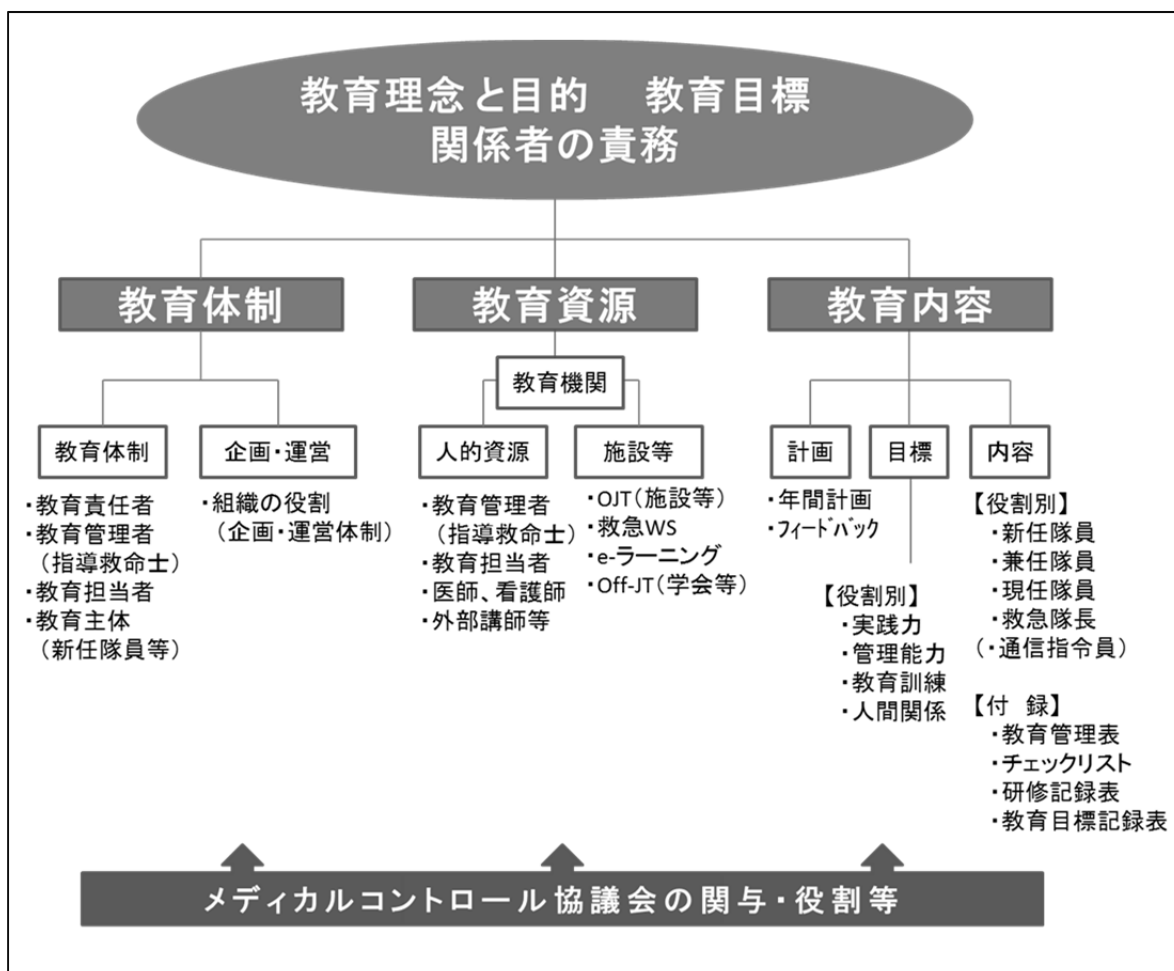 教育理念と目的　教育目標
関係者の責務
教育体制
教育資源
教育内容
教育機関
教育体制
・教育責任者
・教育管理者
（指導救命士）
・教育担当者
・教育主体
（新任隊員等）
企画・運営
・組織の役割
（企画・運営体制）
人的資源
・教育管理者
（指導救命士）
・教育担当者
・医師、看護師
・外部講師等
施設等
・OJT（施設等）
・救急WS
・e-ラーニング
・Off-JT（学会等）
計画
・年間計画
・ﾌｨｰﾄﾞﾊﾞｯｸ
目標
【役割別】
・実践力
・管理能力
・教育訓練
・人間関係
内容
【役割別】
・新任隊員
・兼任隊員
・現任隊員
・救急隊長
（・通信指令員）
【付　録】
・教育管理表
・チェックリスト
・研修記録表
・教育目標記録表
メディカルコントロール協議会の関与・役割等